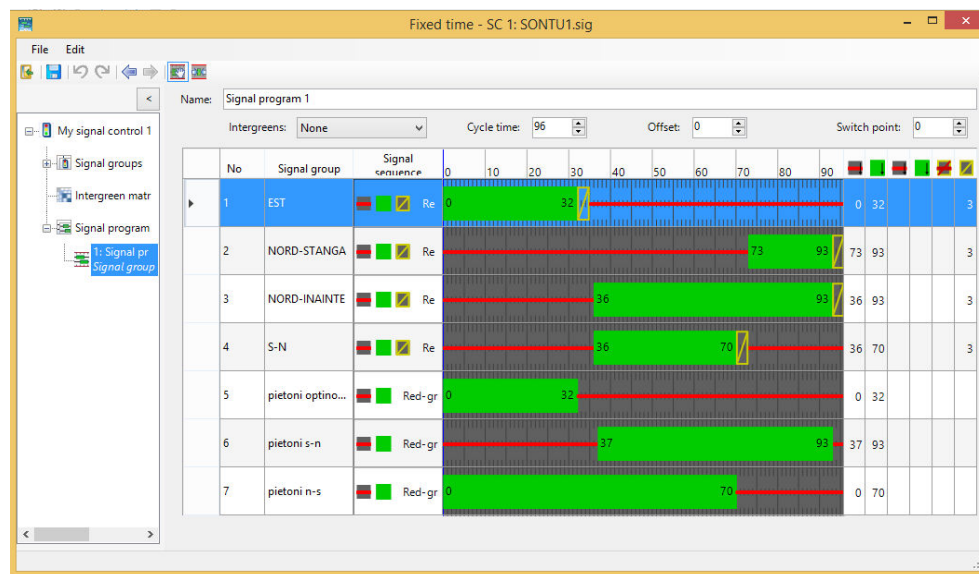 Fixed time - SC 1: SONTU1.sig
File Edit
< Name: Signal program 1
Intergreens: None Cycle time: 96 Offset: 0 Switch point: 0
My signal control 1
Signal groups
Intergreen matr
Signal program
1: Signal pr
Signal group
No Signal group Signal sequence 0 10 20 30 40 50 60 70 80 90
1 EST Re 0 32 0 32 3
2 NORD-STANGA Re 73 93 73 93 3
3 NORD-INAINTE Re 36 93 36 93 3
4 S-N Re 36 70 36 70 3
5 pietoni optino... Red-gr 0 32 0 32
6 pietoni s-n Red-gr 37 93 37 93
7 pietoni n-s Red-gr 0 70 0 70